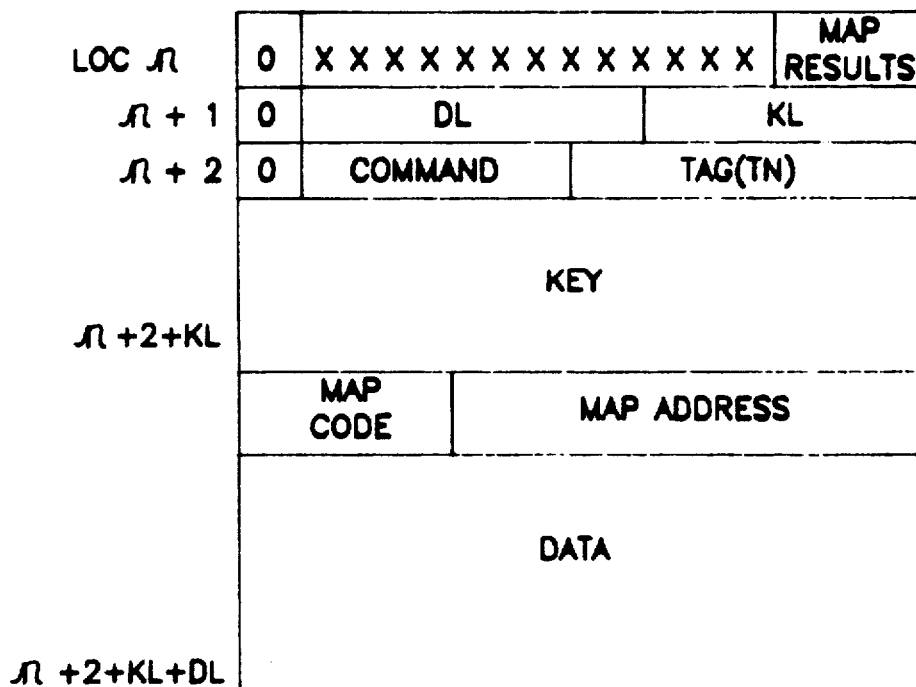 LOC n 0 X X X X X X X X X X X X X MAP RESULTS
n + 1 0 DL KL
n + 2 0 COMMAND TAG(TN)
KEY
n +2+KL
MAP CODE MAP ADDRESS
DATA
n +2+KL+DL